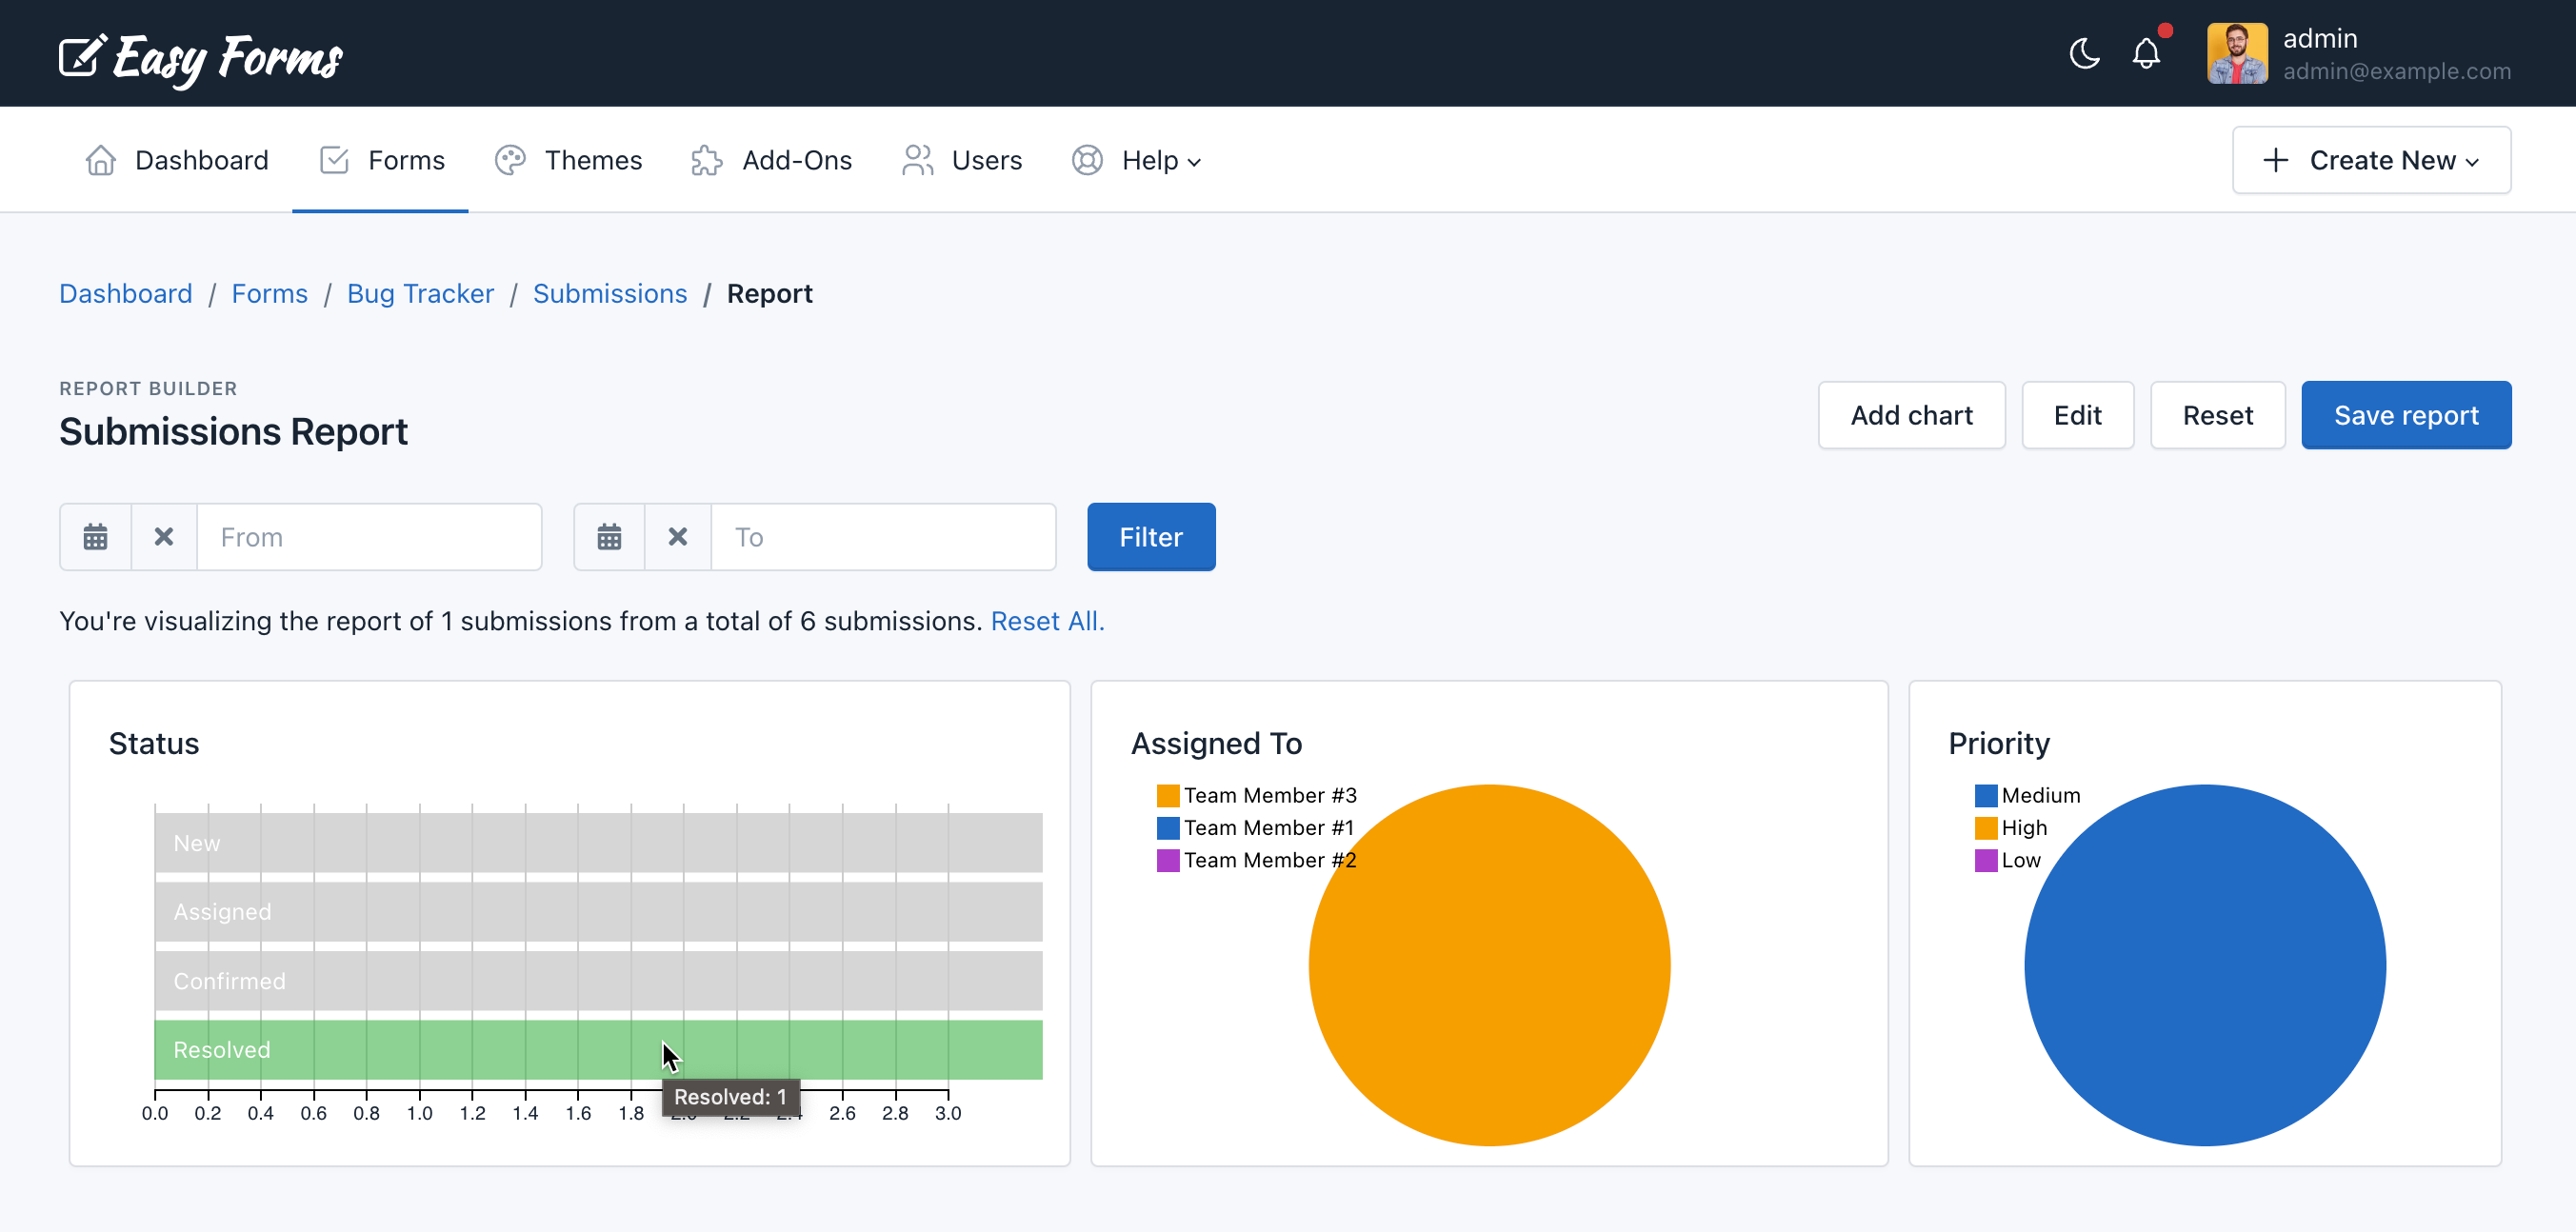 Easy Forms
admin
admin@example.com
Dashboard Forms Themes Add-Ons Users Help Create New
Dashboard / Forms / Bug Tracker / Submissions / Report
REPORT BUILDER
Submissions Report
Add chart Edit Reset Save report
From To Filter
You're visualizing the report of 1 submissions from a total of 6 submissions. Reset All.
Status
New
Assigned
Confirmed
Resolved
Resolved: 1
0.0 0.2 0.4 0.6 0.8 1.0 1.2 1.4 1.6 1.8 2.6 2.8 3.0
Assigned To
Team Member #3
Team Member #1
Team Member #2
Priority
Medium
High
Low